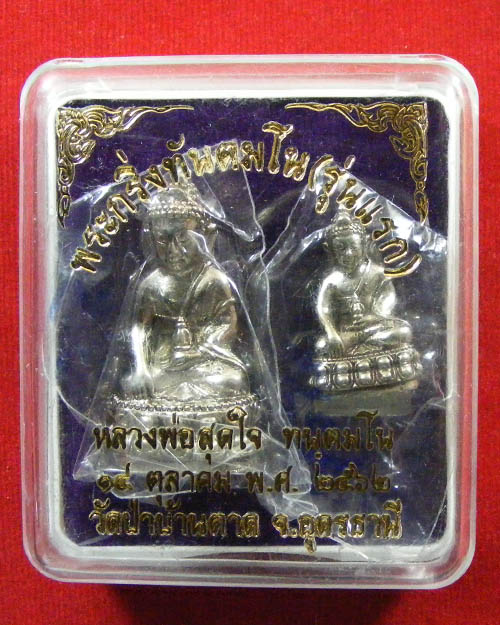 พระกริ่งทันตมโน(รุ่นแรก)
หลวงพ่อสุดใจ ทนฺตมโน
๑๔ ตุลาคม พ.ศ. ๒๕๖๒
วัดป่าบ้านตาด จ.อุดรธานี